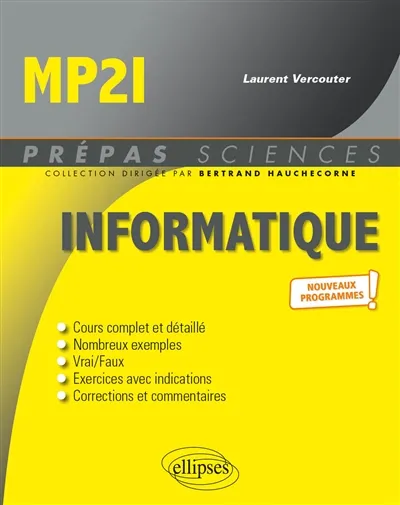 MP2I
Laurent Vercouter
PRÉPAS SCIENCES
COLLECTION DIRIGÉE PAR BERTRAND HAUCHECORNE
INFORMATIQUE
NOUVEAUX
PROGRAMMES !
• Cours complet et détaillé
• Nombreux exemples
• Vrai/Faux
• Exercices avec indications
• Corrections et commentaires
ellipses